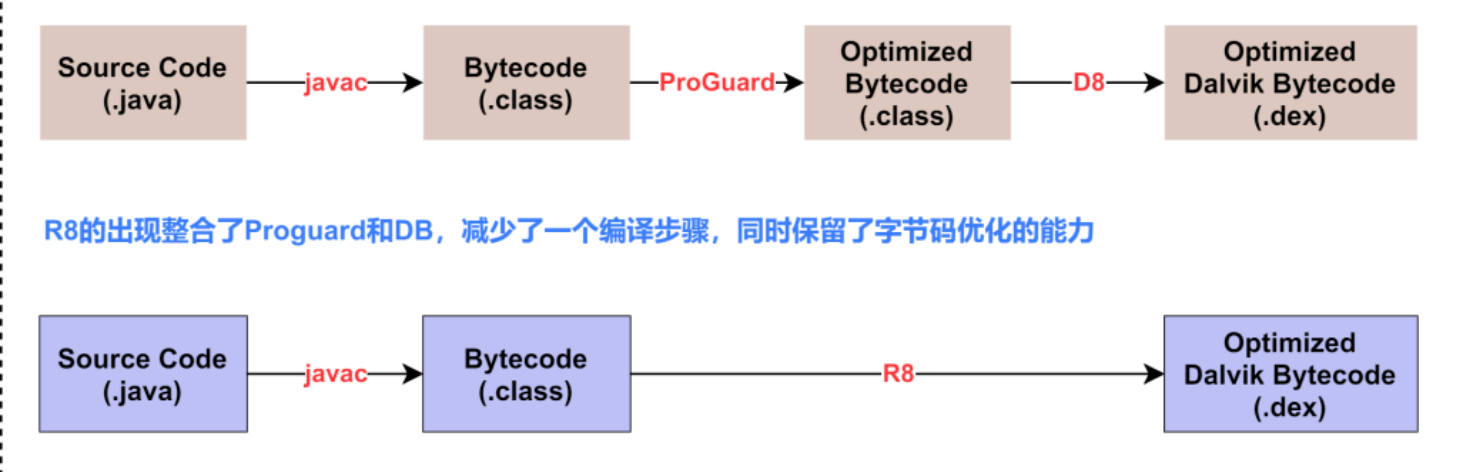 Source Code
(.java)
javac
Bytecode
(.class)
ProGuard
Optimized
Bytecode
(.class)
D8
Optimized
Dalvik Bytecode
(.dex)
R8的出现整合了Proguard和DB，减少了一个编译步骤，同时保留了字节码优化的能力
Source Code
(.java)
javac
Bytecode
(.class)
R8
Optimized
Dalvik Bytecode
(.dex)